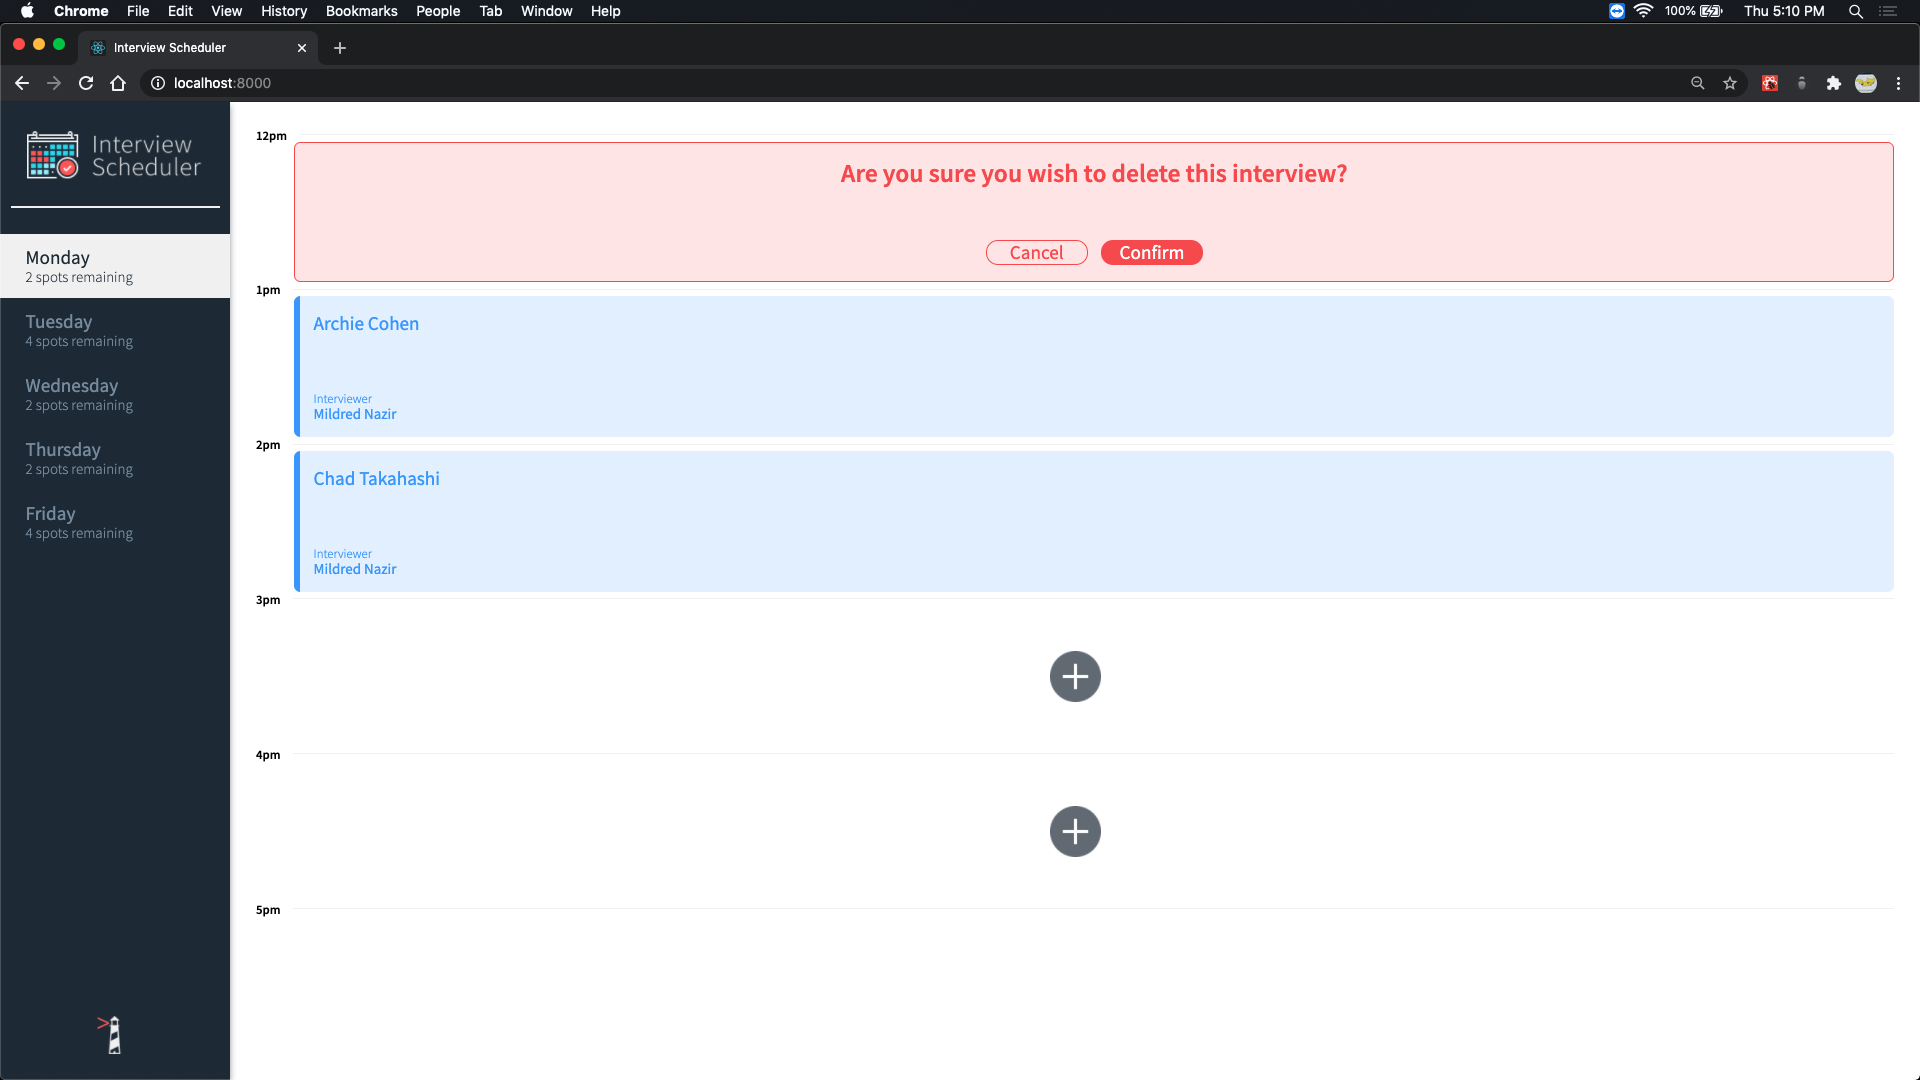 Chrome File Edit View History Bookmarks People Tab Window Help 100% Thu 5:10 PM
Interview Scheduler
localhost:8000
Interview
Scheduler
Monday
2 spots remaining
Tuesday
4 spots remaining
Wednesday
2 spots remaining
Thursday
2 spots remaining
Friday
4 spots remaining
12pm
Are you sure you wish to delete this interview?
Cancel Confirm
1pm
Archie Cohen
Interviewer
Mildred Nazir
2pm
Chad Takahashi
Interviewer
Mildred Nazir
3pm
4pm
5pm